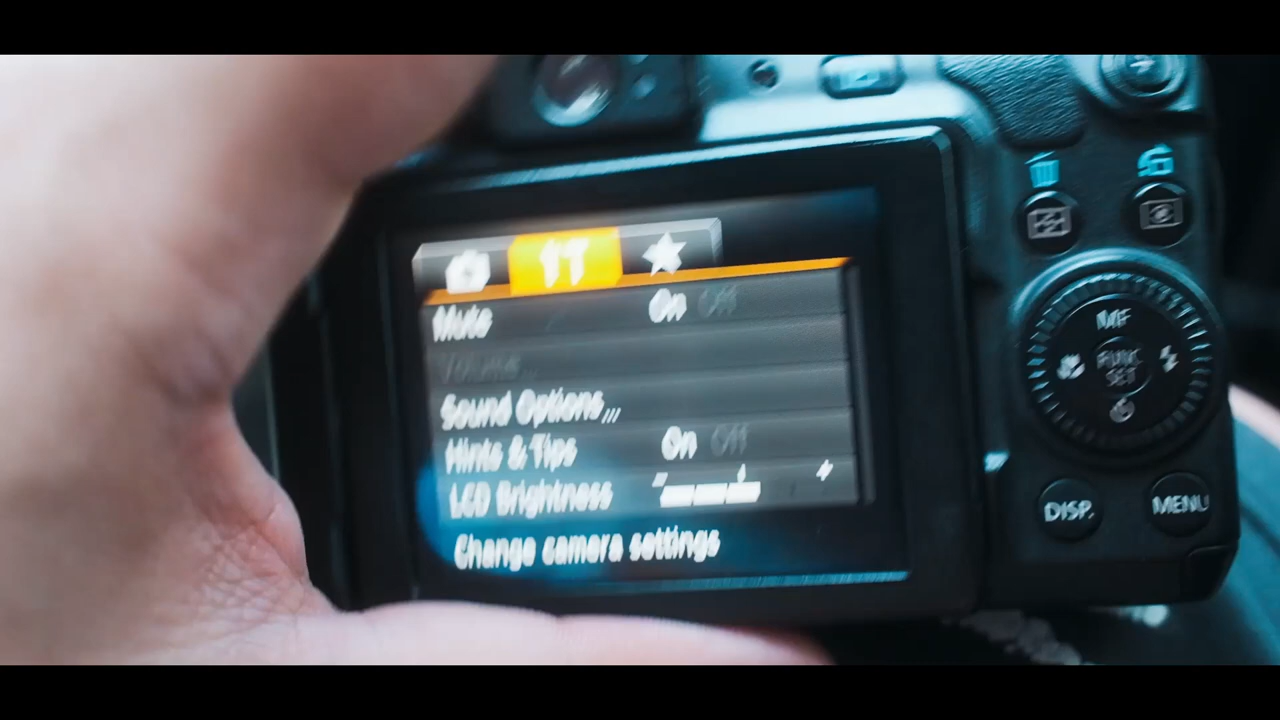 Mute On Off
Volume...
Sound Options...
Hints & Tips On Off
LCD Brightness
Change camera settings
MF
FUNC.
SET
DISP.
MENU